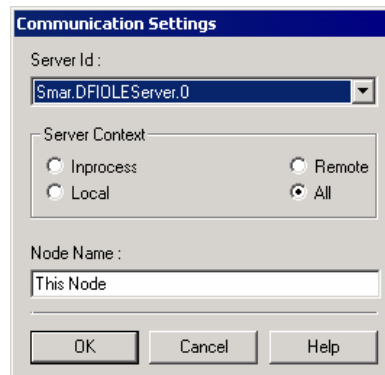 Communication Settings
Server Id :
Smar.DFIOLEServer.0
Server Context
Inprocess
Remote
Local
All
Node Name :
This Node
OK
Cancel
Help